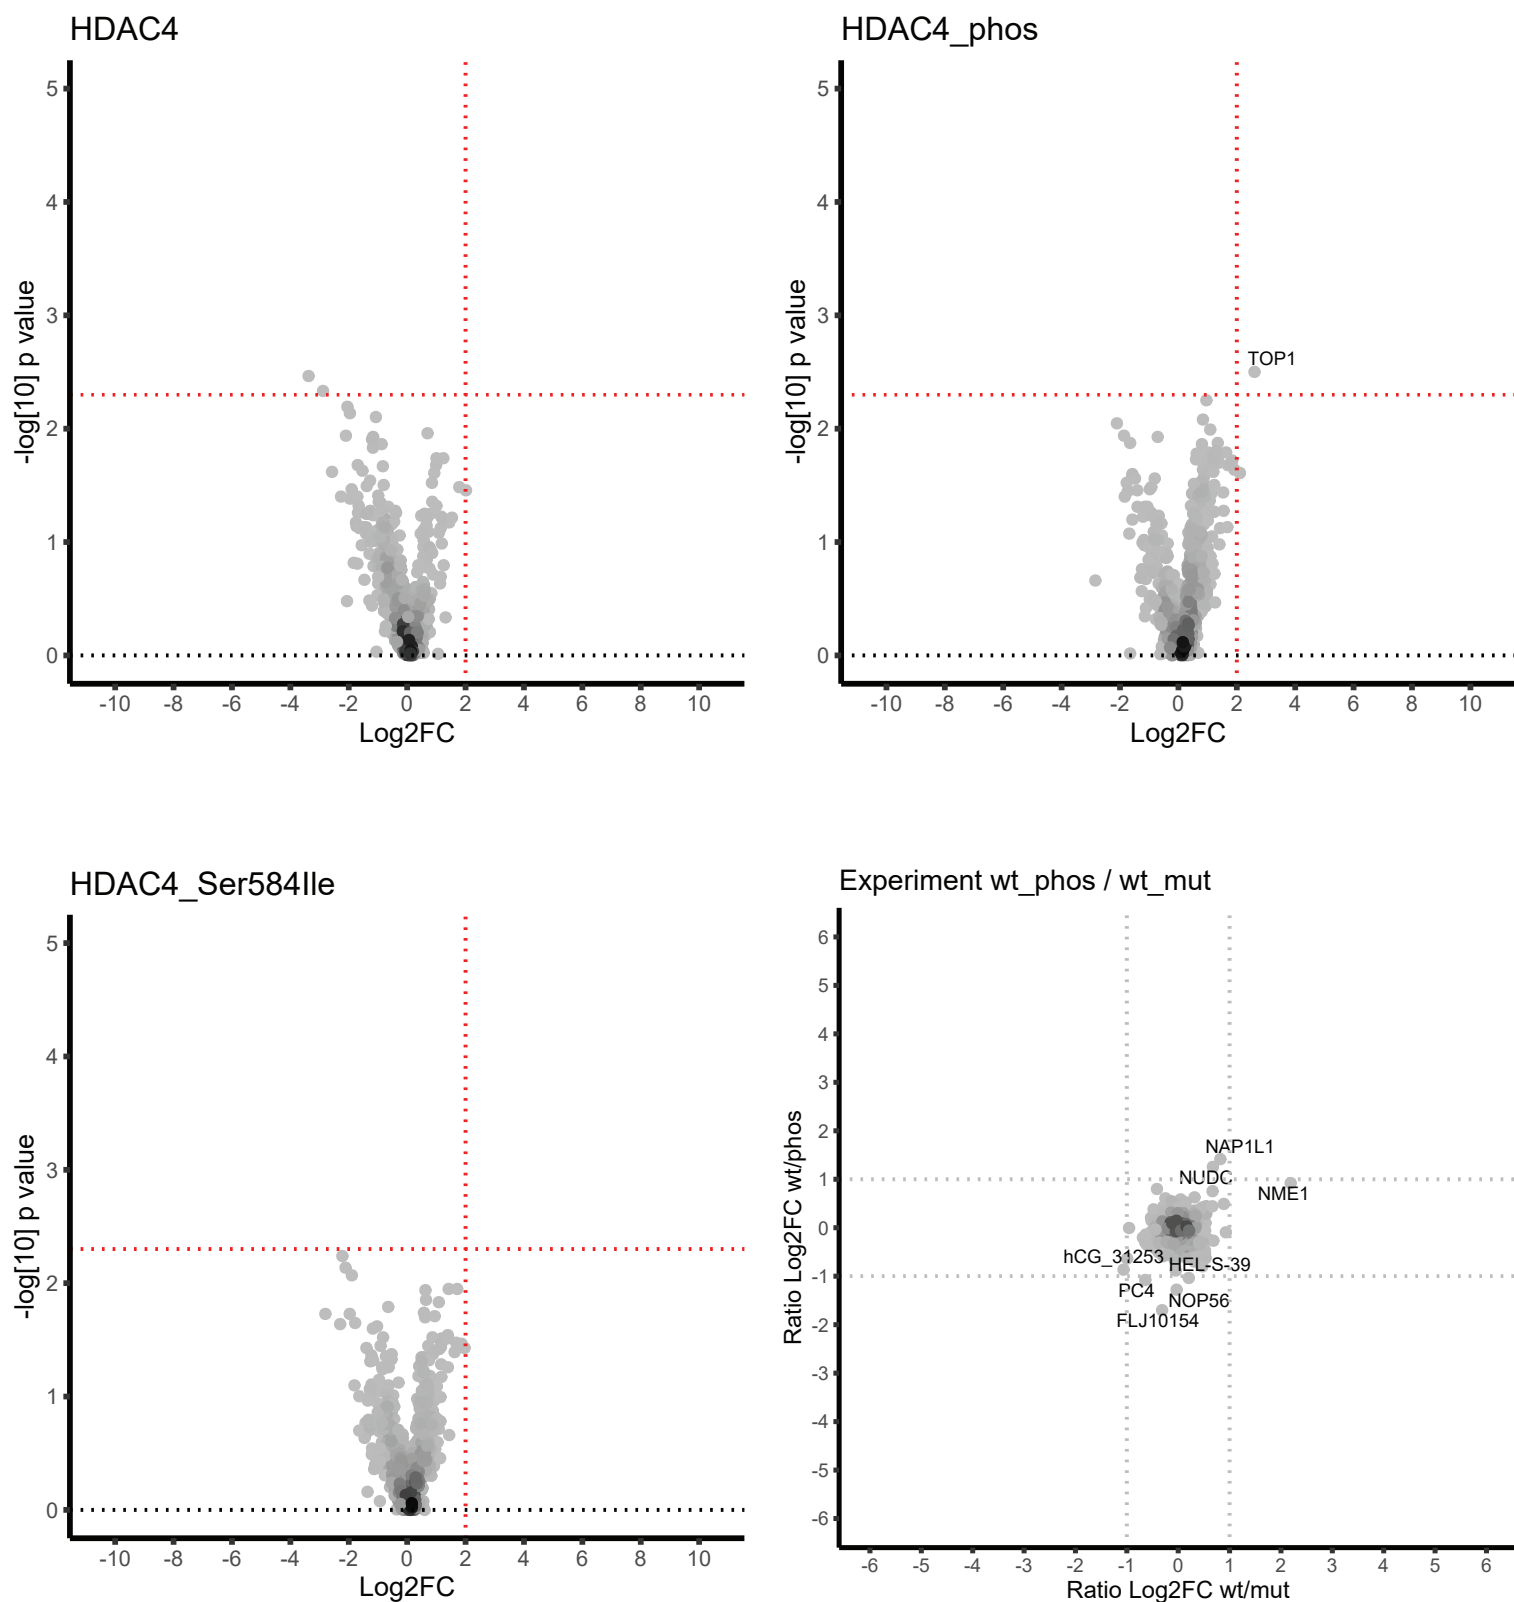 HDAC4
5
4
3
2
1
0
-log[10] p value
-10 -8 -6 -4 -2 0 2 4 6 8 10
Log2FC
HDAC4_phos
5
4
3
2
1
0
-log[10] p value
TOP1
-10 -8 -6 -4 -2 0 2 4 6 8 10
Log2FC
HDAC4_Ser584Ile
5
4
3
2
1
0
-log[10] p value
-10 -8 -6 -4 -2 0 2 4 6 8 10
Log2FC
Experiment wt_phos / wt_mut
6
5
4
3
2
1
0
-1
-2
-3
-4
-5
-6
Ratio Log2FC wt/phos
NAP1L1
NUDC
NME1
hCG_31253
HEL-S-39
PC4
NOP56
FLJ10154
-6 -5 -4 -3 -2 -1 0 1 2 3 4 5 6
Ratio Log2FC wt/mut